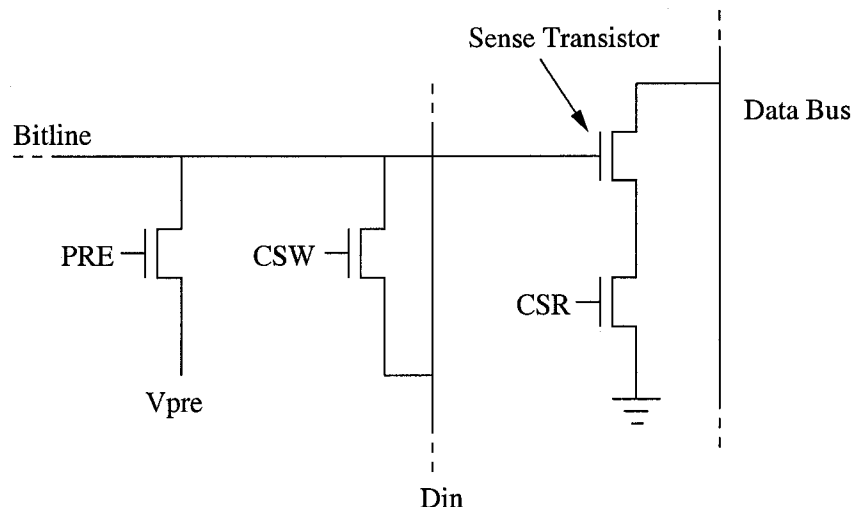 Sense Transistor
Data Bus
Bitline
PRE
CSW
CSR
Vpre
Din